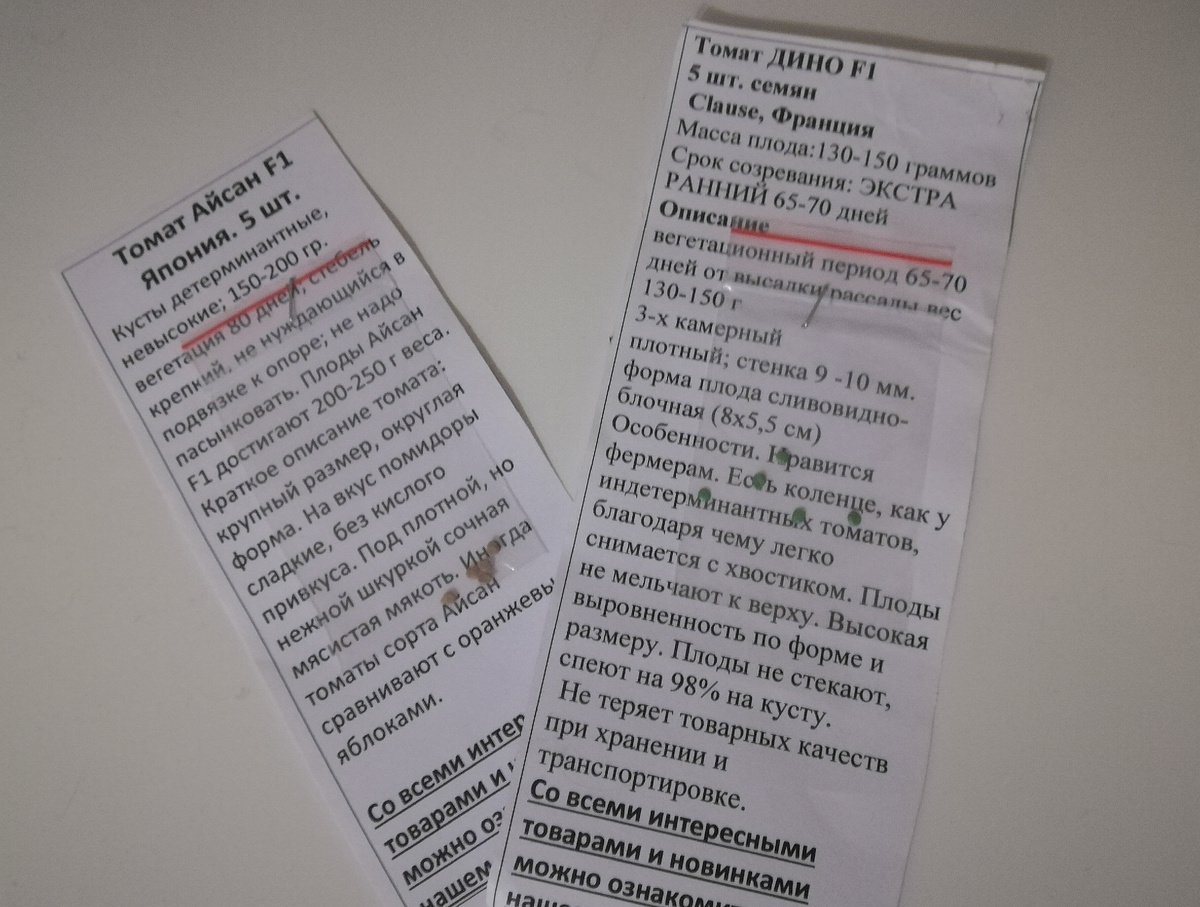 Томат Айсан F1
Япония. 5 шт.
Кусты детерминантные,
невысокие; 150-200 гр.
вегетация 80 дней, стебель
крепкий, не нуждающийся в
подвязке к опоре; не надо
пасынковать. Плоды Айсан
F1 достигают 200-250 г веса.
Краткое описание томата:
крупный размер, округлая
форма. На вкус помидоры
сладкие, без кислого
привкуса. Под плотной, но
нежной шкуркой сочная
мясистая мякоть. Иногда
томаты сорта Айсан
сравнивают с оранжевы
яблоками.
Со всеми интер
товарами и
можно оз
нашем
Томат ДИНО F1
5 шт. семян
Clause, Франция
Масса плода:130-150 граммов
Срок созревания: ЭКСТРА
РАННИЙ 65-70 дней
Описание
вегетационный период 65-70
дней от высадки/рассады вес
130-150 г
3-х камерный
плотный; стенка 9 -10 мм.
форма плода сливовидно-
блочная (8х5,5 см)
Особенности. Нравится
фермерам. Есть коленце, как у
индетерминантных томатов,
благодаря чему легко
снимается с хвостиком. Плоды
не мельчают к верху. Высокая
выровненность по форме и
размеру. Плоды не стекают,
спеют на 98% на кусту.
Не теряет товарных качеств
при хранении и
транспортировке.
Со всеми интересными
товарами и новинками
можно ознакоми
наше